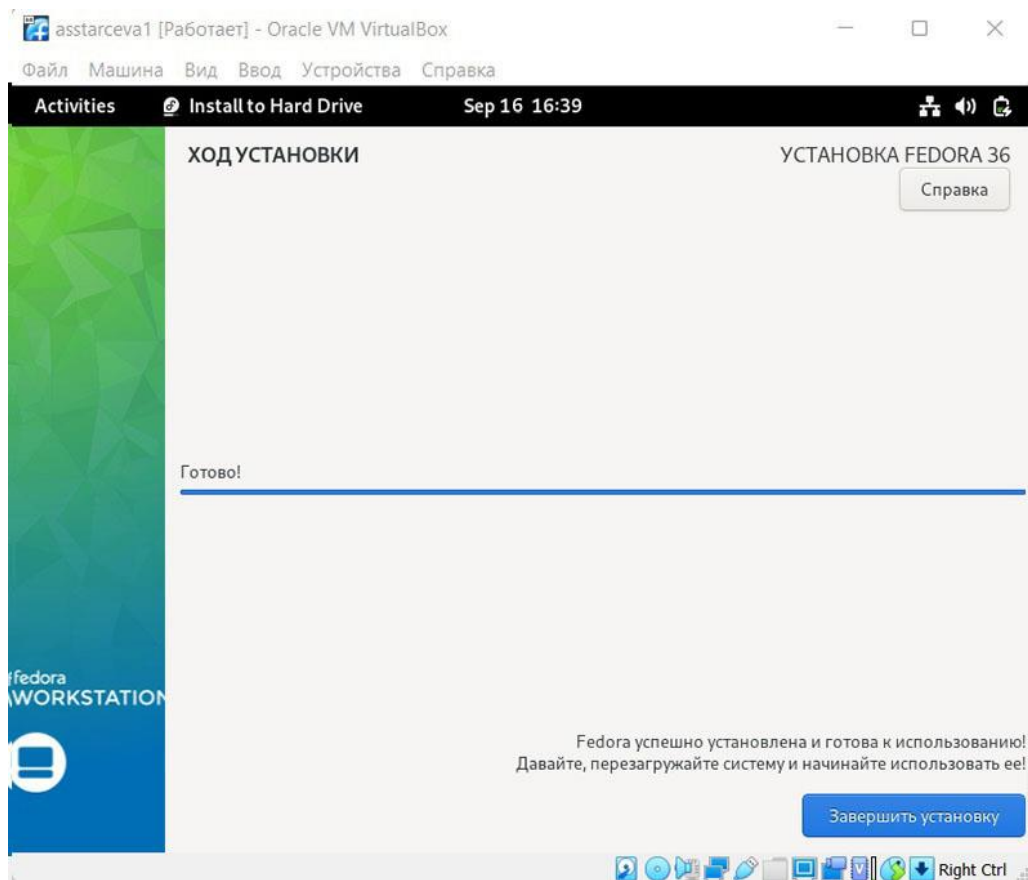 asstarceva1 [Работает] - Oracle VM VirtualBox
Файл Машина Вид Ввод Устройства Справка
Activities Install to Hard Drive Sep 16 16:39
ХОД УСТАНОВКИ УСТАНОВКА FEDORA 36
Справка
Готово!
fedora
WORKSTATION
Fedora успешно установлена и готова к использованию!
Давайте, перезагружайте систему и начинайте использовать ее!
Завершить установку
Right Ctrl